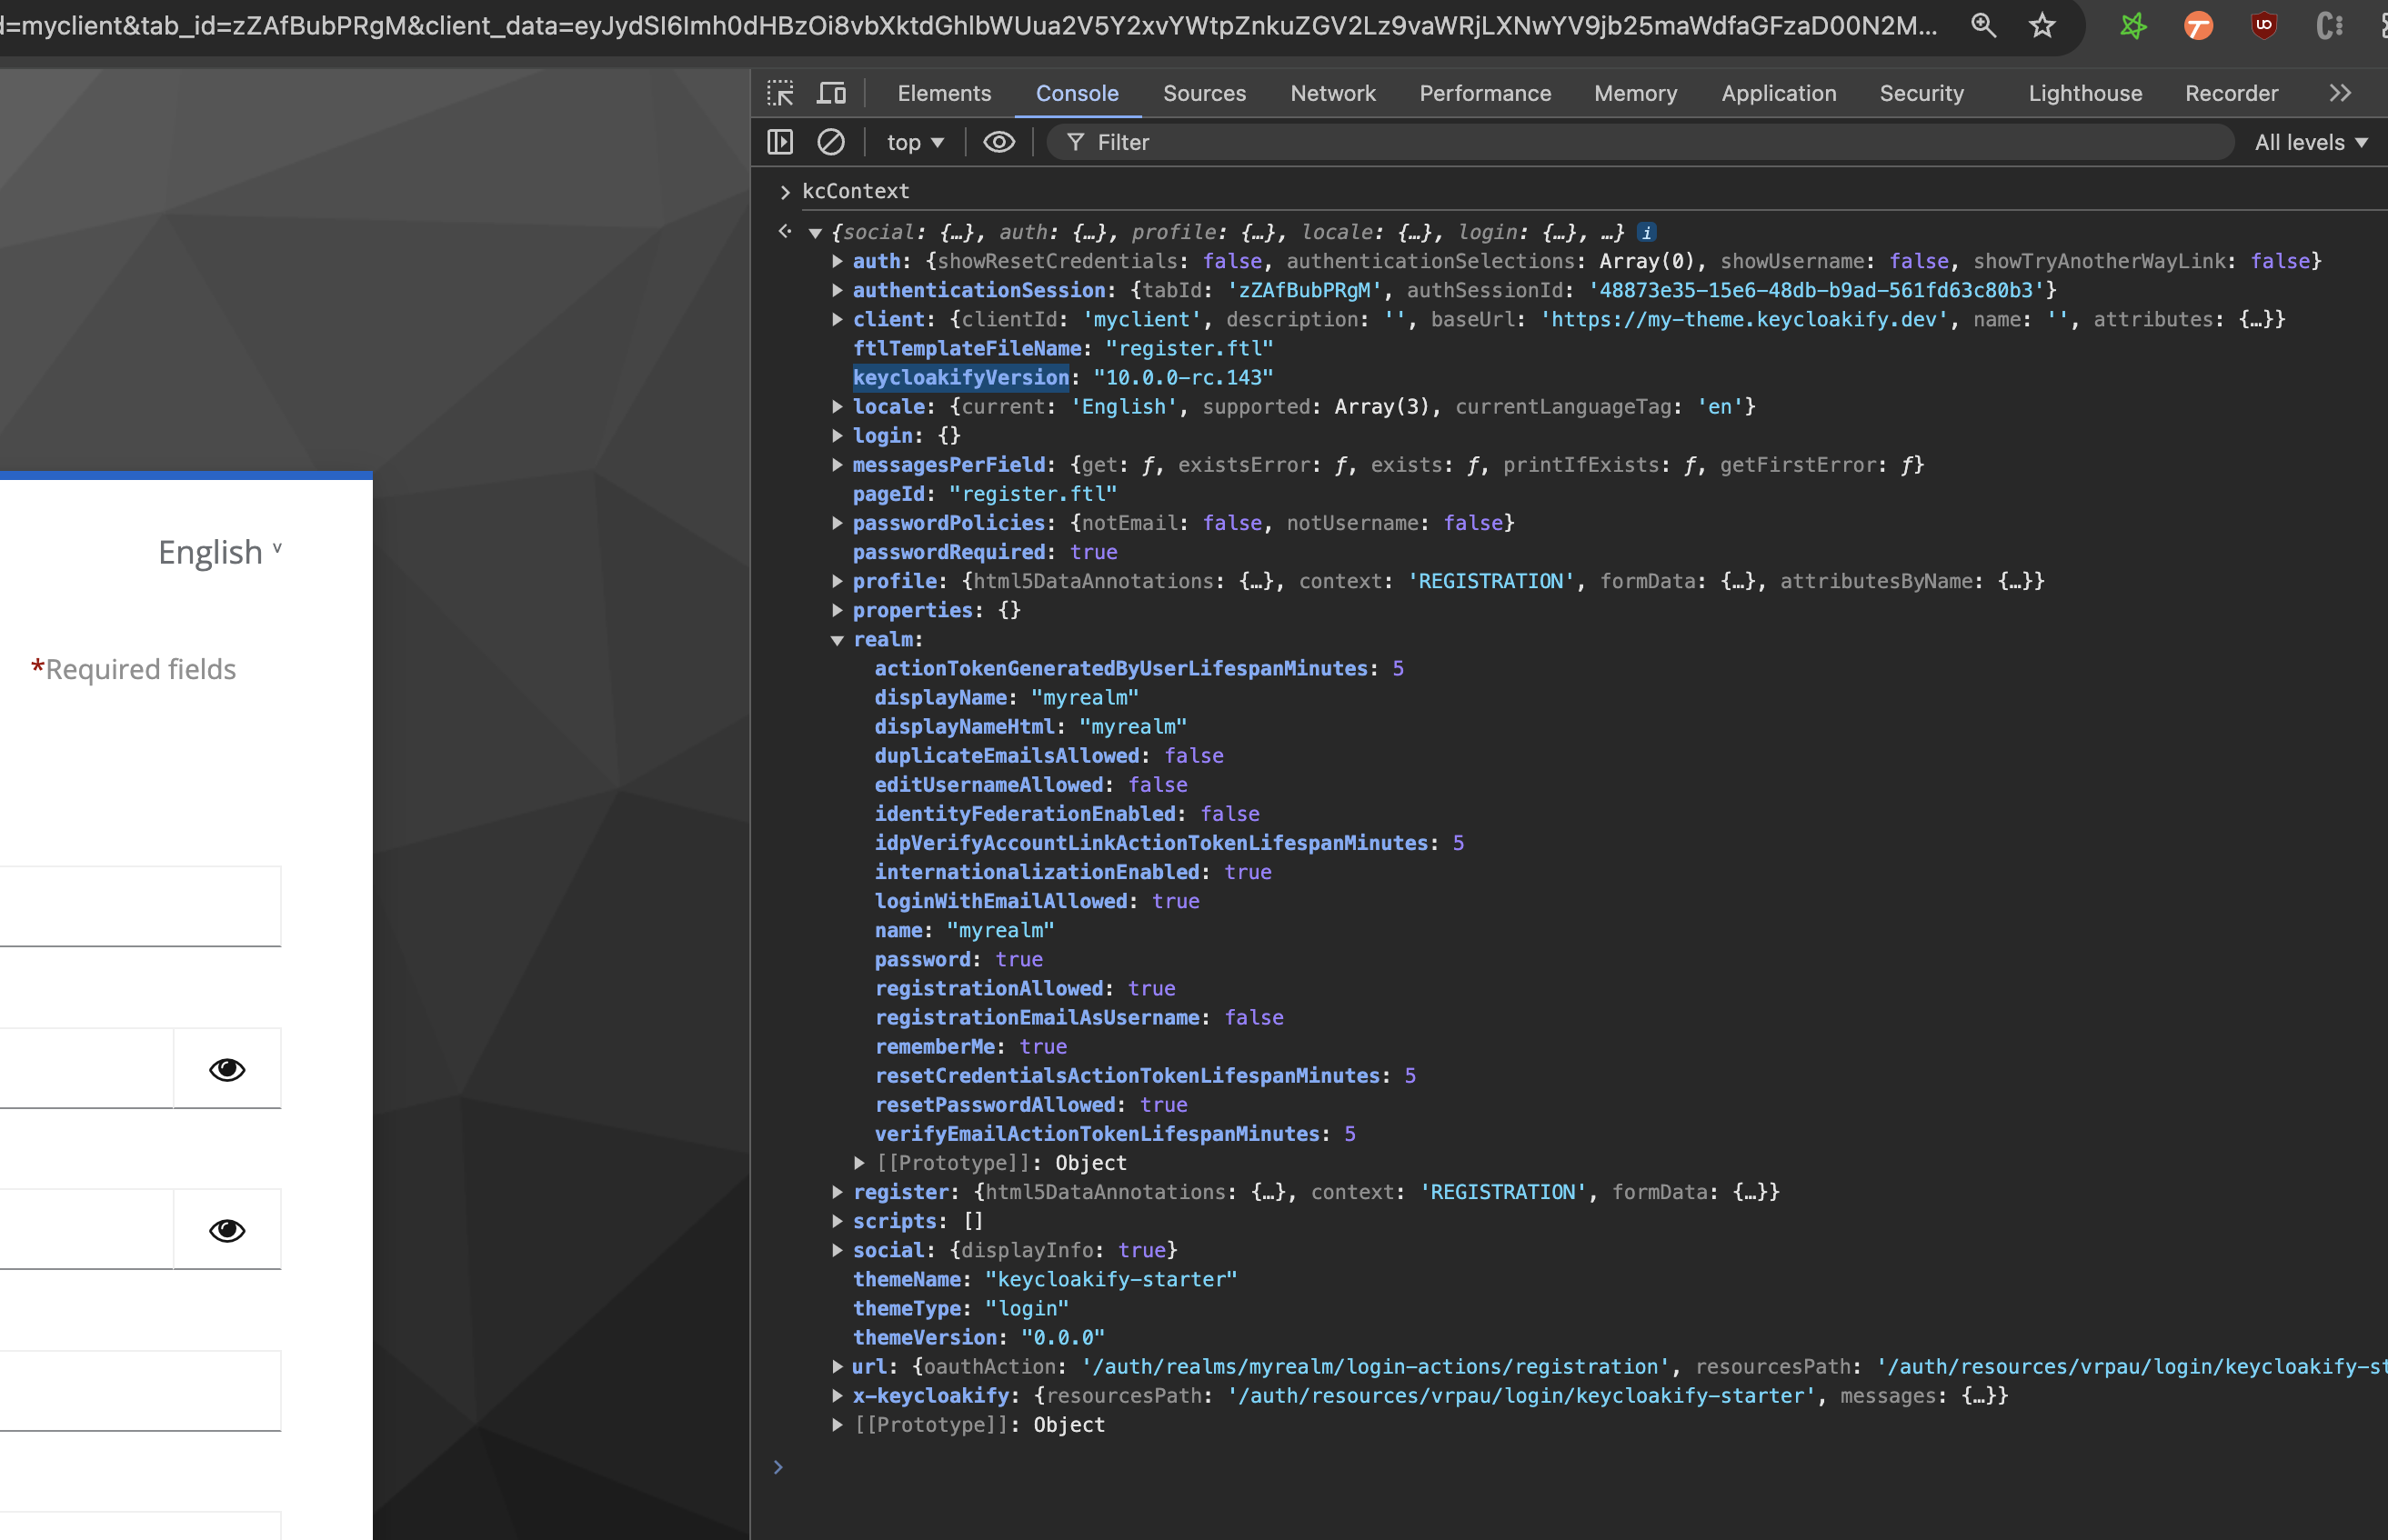 d=myclient&tab_id=zZAfBubPRgM&client_data=eyJydSI6Imh0dHBzOi8vbXktdGhlbWUua2V5Y2xvYWtpZnkuZGV2Lz9vaWRjLXNwYV9jb25maWdfaGFzaD00N2M...
Elements Console Sources Network Performance Memory Application Security Lighthouse Recorder
top Filter All levels
kcContext
{social: {…}, auth: {…}, profile: {…}, locale: {…}, login: {…}, …}
auth: {showResetCredentials: false, authenticationSelections: Array(0), showUsername: false, showTryAnotherWayLink: false}
authenticationSession: {tabId: 'zZAfBubPRgM', authSessionId: '48873e35-15e6-48db-b9ad-561fd63c80b3'}
client: {clientId: 'myclient', description: '', baseUrl: 'https://my-theme.keycloakify.dev', name: '', attributes: {…}}
ftlTemplateFileName: "register.ftl"
keycloakifyVersion: "10.0.0-rc.143"
locale: {current: 'English', supported: Array(3), currentLanguageTag: 'en'}
login: {}
messagesPerField: {get: ƒ, existsError: ƒ, exists: ƒ, printIfExists: ƒ, getFirstError: ƒ}
pageId: "register.ftl"
passwordPolicies: {notEmail: false, notUsername: false}
passwordRequired: true
profile: {html5DataAnnotations: {…}, context: 'REGISTRATION', formData: {…}, attributesByName: {…}}
properties: {}
realm:
actionTokenGeneratedByUserLifespanMinutes: 5
displayName: "myrealm"
displayNameHtml: "myrealm"
duplicateEmailsAllowed: false
editUsernameAllowed: false
identityFederationEnabled: false
idpVerifyAccountLinkActionTokenLifespanMinutes: 5
internationalizationEnabled: true
loginWithEmailAllowed: true
name: "myrealm"
password: true
registrationAllowed: true
registrationEmailAsUsername: false
rememberMe: true
resetCredentialsActionTokenLifespanMinutes: 5
resetPasswordAllowed: true
verifyEmailActionTokenLifespanMinutes: 5
[[Prototype]]: Object
register: {html5DataAnnotations: {…}, context: 'REGISTRATION', formData: {…}}
scripts: []
social: {displayInfo: true}
themeName: "keycloakify-starter"
themeType: "login"
themeVersion: "0.0.0"
url: {oauthAction: '/auth/realms/myrealm/login-actions/registration', resourcesPath: '/auth/resources/vrpau/login/keycloakify-st
x-keycloakify: {resourcesPath: '/auth/resources/vrpau/login/keycloakify-starter', messages: {…}}
[[Prototype]]: Object
English
*Required fields